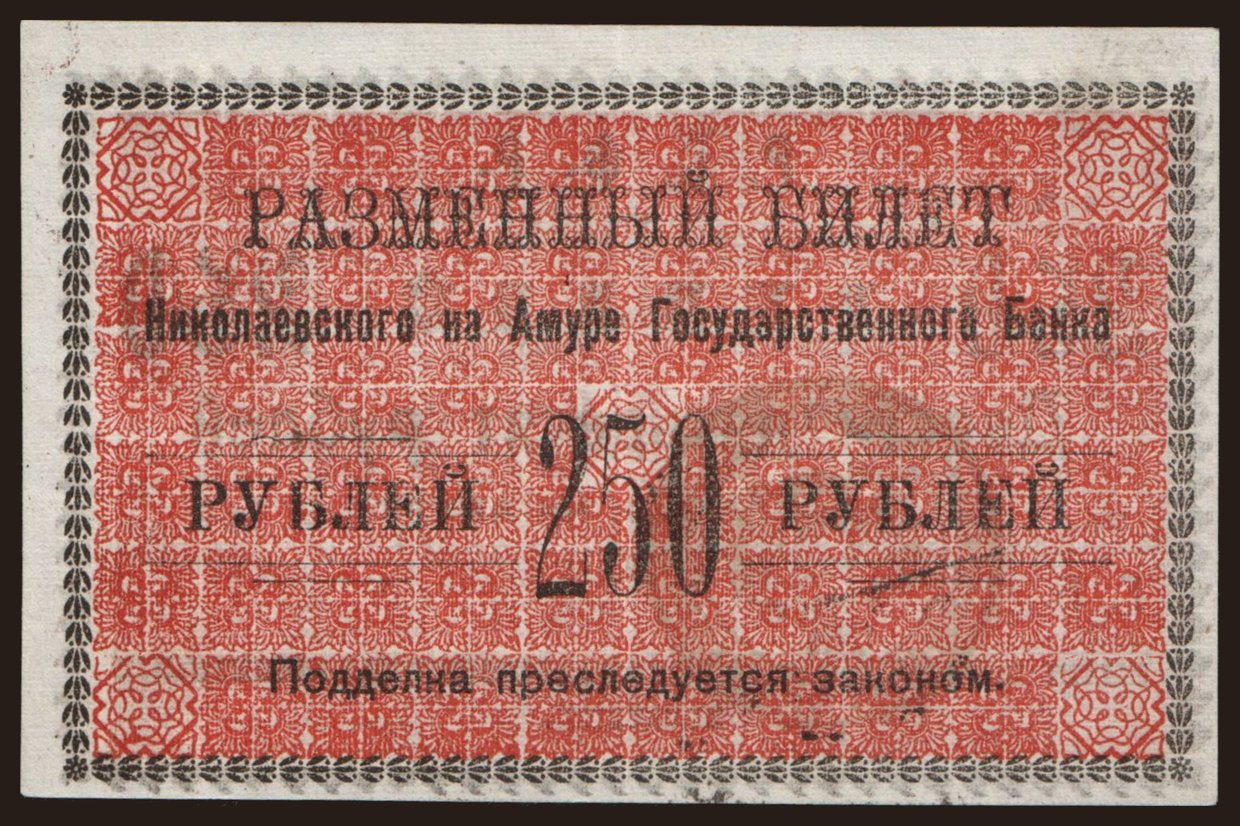 РАЗМЕННЫЙ БИЛЕТ
Николаевского на Амуре Государственного Банка
РУБЛЕЙ 250 РУБЛЕЙ
Подделка преследуется законом.